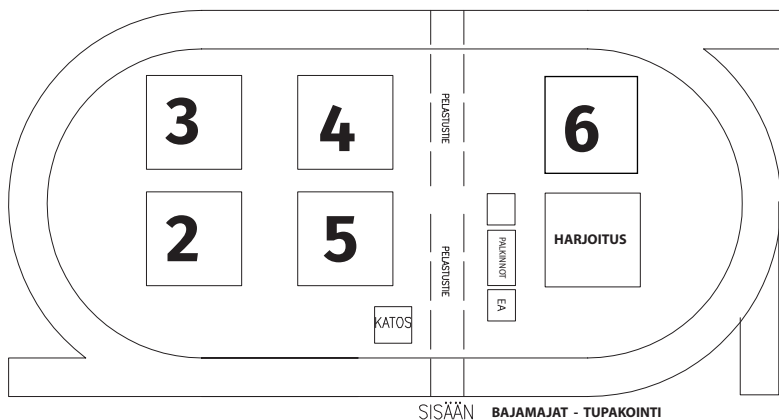 3
4
PELASTUSTIE
6
2
5
PELASTUSTIE
PALKINNOT
HARJOITUS
EA
KATOS
SISÄÄN
BAJAMAJAT - TUPAKOINTI